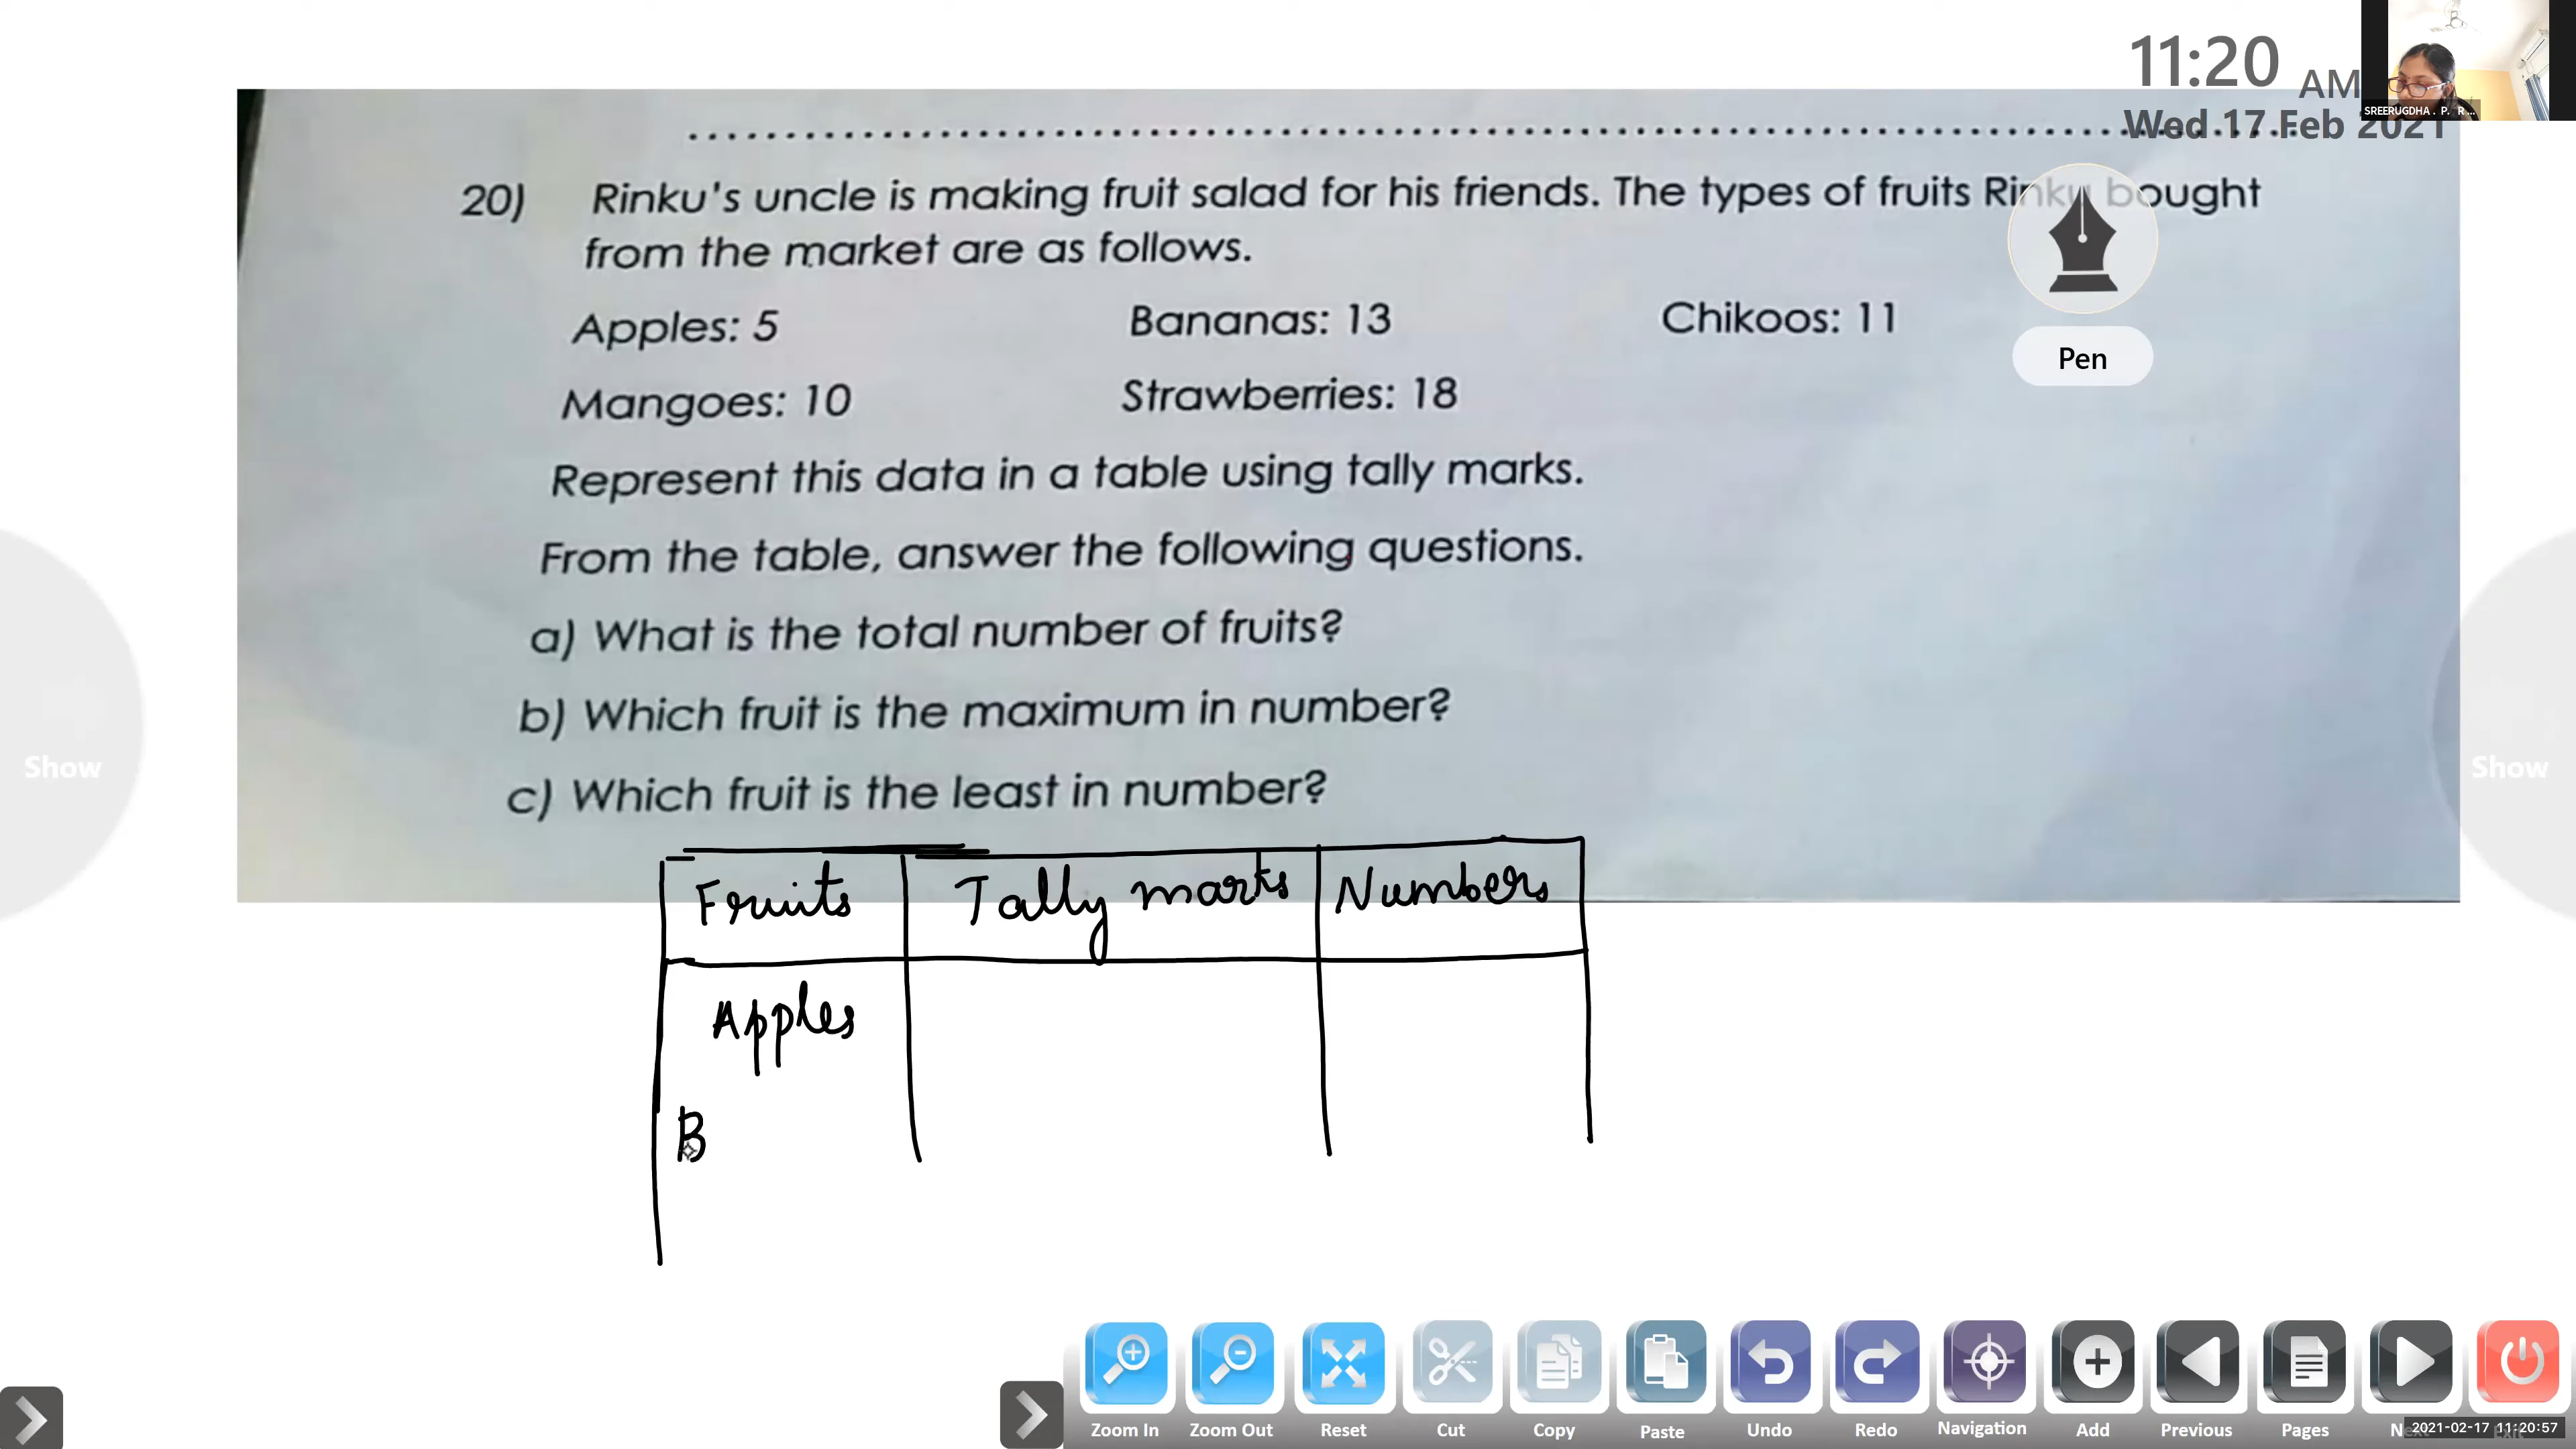 11:20 AM
Wed 17 Feb 2021
SREERUGDHA . P. R...
20) Rinku's uncle is making fruit salad for his friends. The types of fruits Rinku bought
from the market are as follows.
Apples: 5 Bananas: 13 Chikoos: 11
Mangoes: 10 Strawberries: 18
Pen
Represent this data in a table using tally marks.
From the table, answer the following questions.
a) What is the total number of fruits?
b) Which fruit is the maximum in number?
c) Which fruit is the least in number?
Show
Show
Fruits Tally marks Numbers
Apples
B
Zoom In Zoom Out Reset Cut Copy Paste Undo Redo Navigation Add Previous Pages
2021-02-17 11:20:57